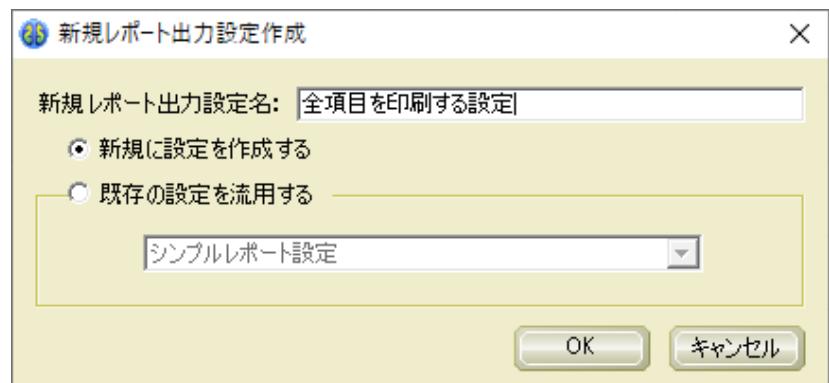 新規レポート出力設定作成
新規レポート出力設定名: 全項目を印刷する設定
新規に設定を作成する
既存の設定を流用する
シンプルレポート設定
OK キャンセル